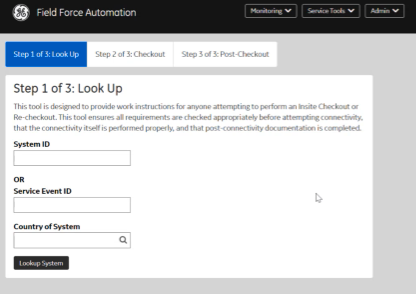 Field Force Automation
Monitoring
Service Tools
Admin
Step 1 of 3: Look Up
Step 2 of 3: Checkout
Step 3 of 3: Post-Checkout
Step 1 of 3: Look Up
This tool is designed to provide work instructions for anyone attempting to perform an Insite Checkout or
Re-checkout. This tool ensures all requirements are checked appropriately before attempting connectivity,
that the connectivity itself is performed properly, and that post-connectivity documentation is completed.
System ID
OR
Service Event ID
Country of System
Lookup System